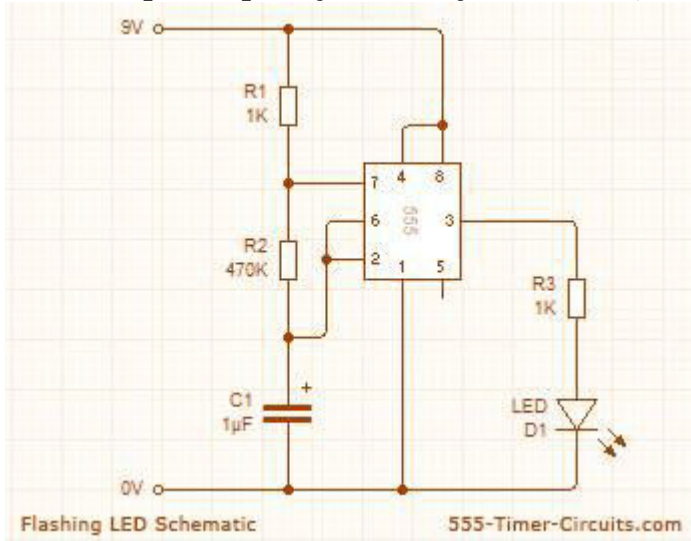 9V
R1
1K
7
4
8
6
555
3
R2
470K
2
1
5
R3
1K
C1
+
1µF
LED
D1
0V
Flashing LED Schematic
555-Timer-Circuits.com